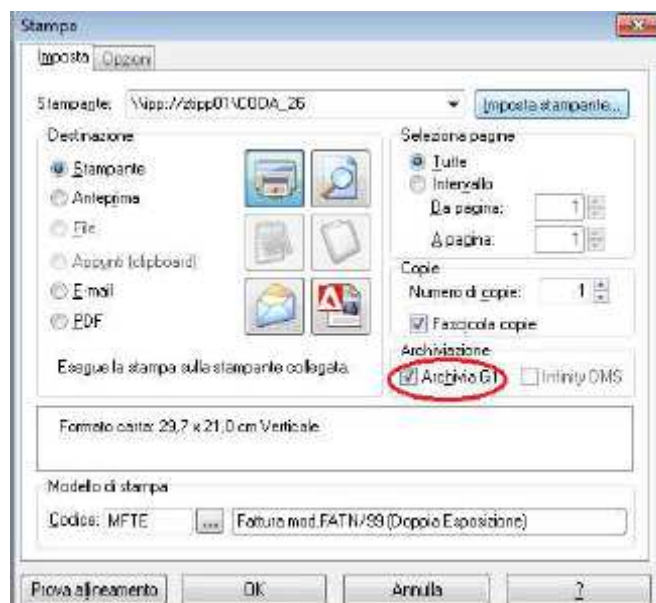 Stampa
Imposta Opzioni
Stampante: \\ipp://ztipp01\CODA_26 Imposta stampante...
Destinazione
Stampante
Anteprima
File
Appunti (clipboard)
E-mail
PDF
Esegue la stampa sulla stampante collegata.
Seleziona pagine
Tutte
Intervallo
Da pagina: 1
A pagina: 1
Copie
Numero di copie: 1
Fascicola copie
Archiviazione
Archivia G1 Infinity DMS
Formato carta: 29,7 x 21,0 cm Verticale
Modello di stampa
Codice: MFTE ... Fattura mod.FATN/99 (Doppia Esposizione)
Prova allineamento OK Annulla ?